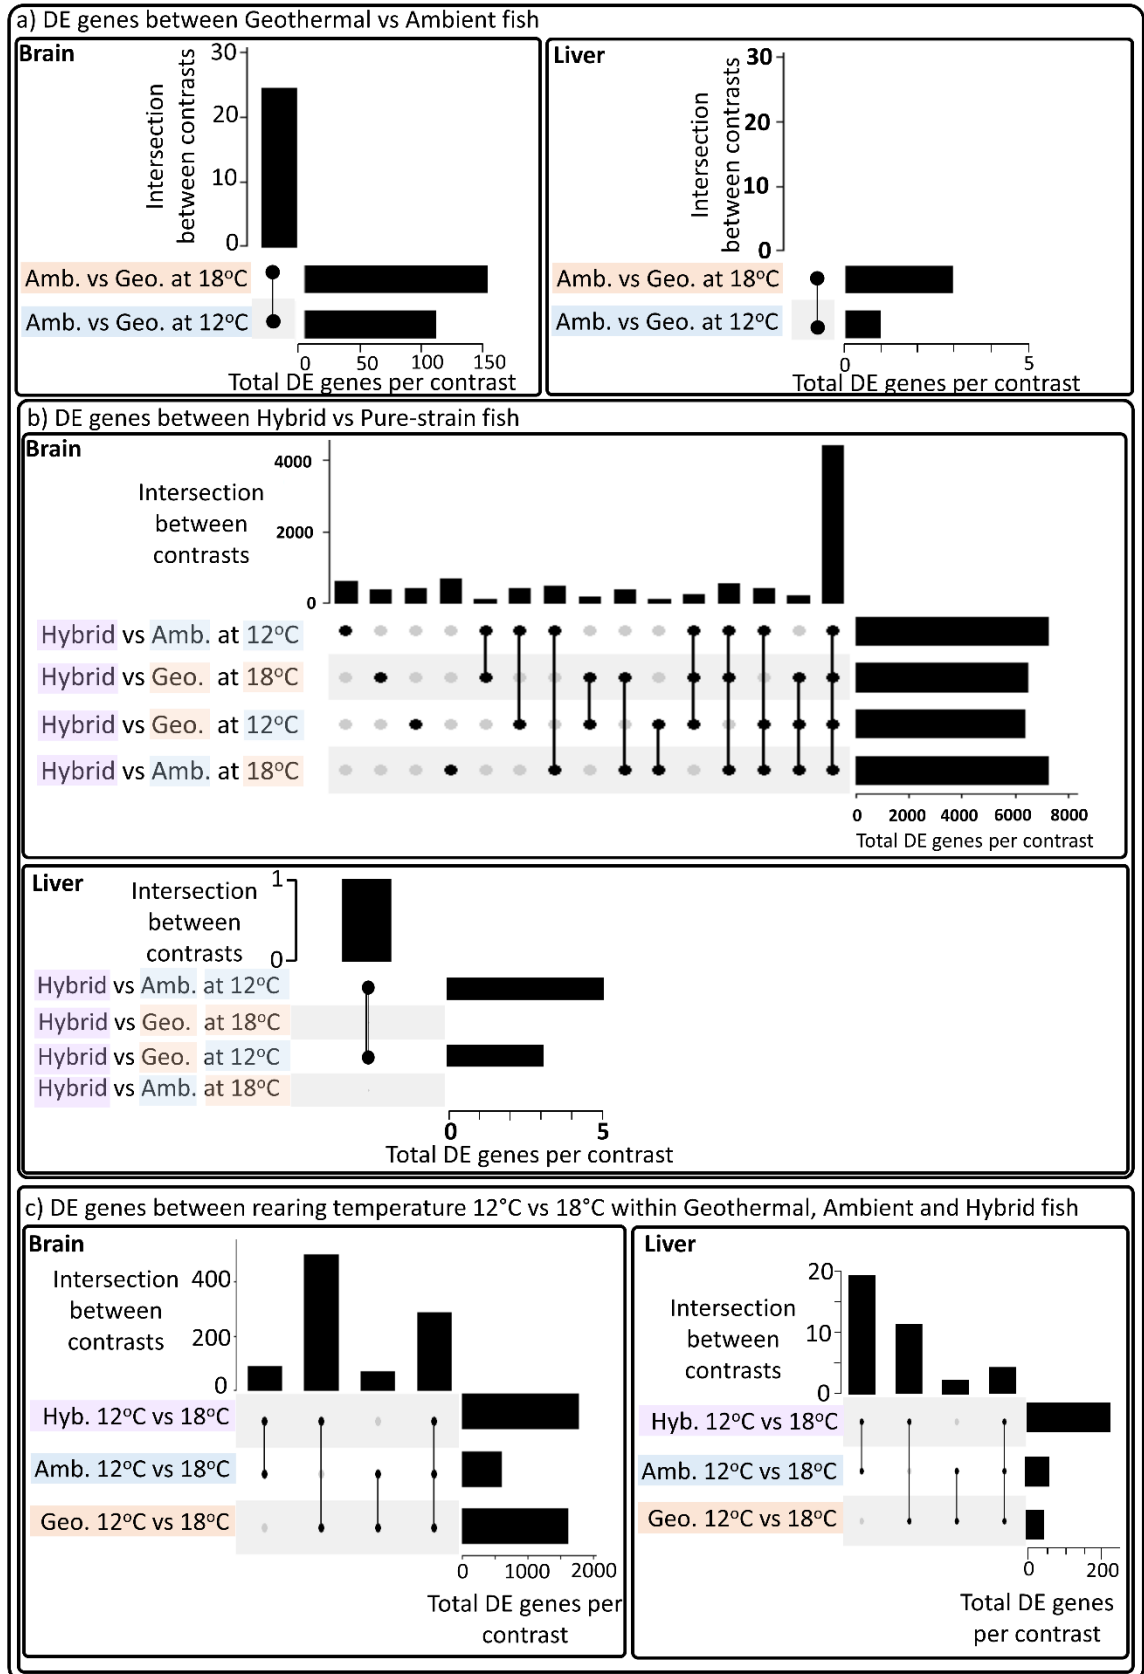 a) DE genes between Geothermal vs Ambient fish
Brain
Intersection
between contrasts
30
20
10
0
Amb. vs Geo. at 18°C
Amb. vs Geo. at 12°C
0 50 100 150
Total DE genes per contrast
Liver
Intersection
between contrasts
30
20
10
0
Amb. vs Geo. at 18°C
Amb. vs Geo. at 12°C
0 5
Total DE genes per contrast
b) DE genes between Hybrid vs Pure-strain fish
Brain
Intersection
between
contrasts
4000
2000
0
Hybrid vs Amb. at 12°C
Hybrid vs Geo. at 18°C
Hybrid vs Geo. at 12°C
Hybrid vs Amb. at 18°C
0 2000 4000 6000 8000
Total DE genes per contrast
Liver
Intersection
between
contrasts
1
0
Hybrid vs Amb. at 12°C
Hybrid vs Geo. at 18°C
Hybrid vs Geo. at 12°C
Hybrid vs Amb. at 18°C
0 5
Total DE genes per contrast
c) DE genes between rearing temperature 12°C vs 18°C within Geothermal, Ambient and Hybrid fish
Brain
Intersection
between
contrasts
400
200
0
Hyb. 12°C vs 18°C
Amb. 12°C vs 18°C
Geo. 12°C vs 18°C
0 1000 2000
Total DE genes per
contrast
Liver
Intersection
between
contrasts
20
10
0
Hyb. 12°C vs 18°C
Amb. 12°C vs 18°C
Geo. 12°C vs 18°C
0 200
Total DE genes
per contrast